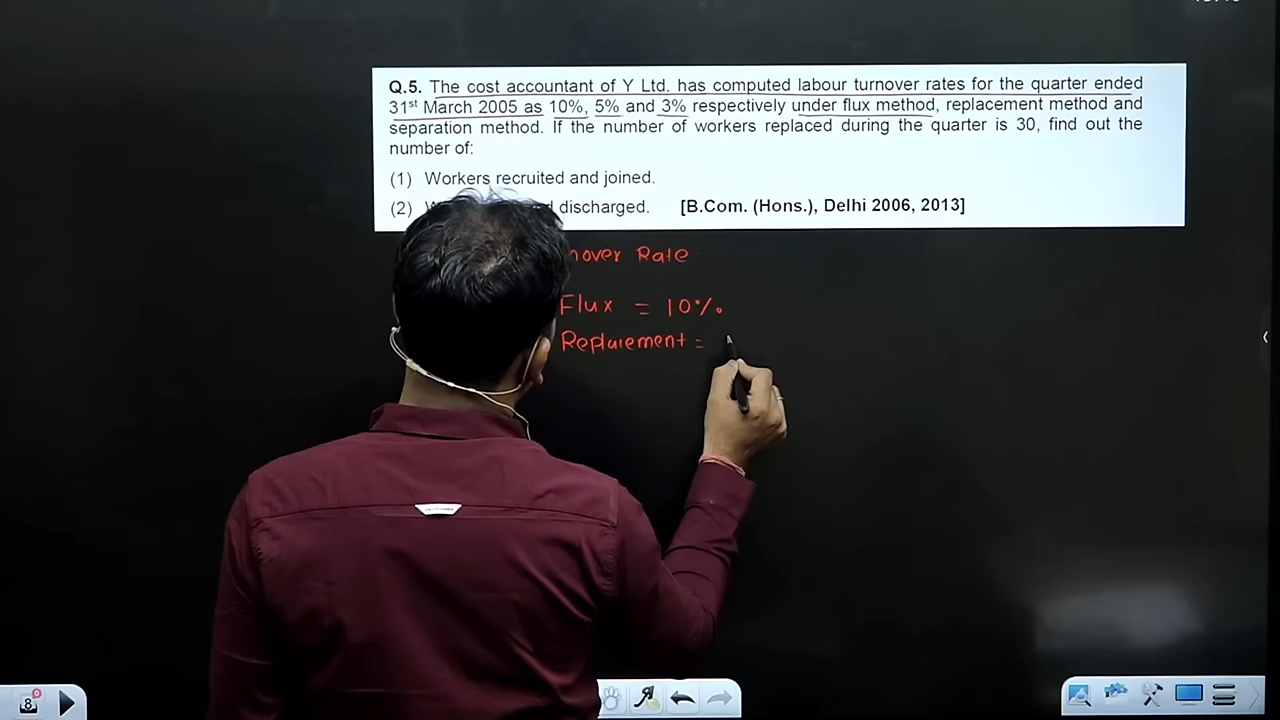 Q.5. The cost accountant of Y Ltd. has computed labour turnover rates for the quarter ended
31st March 2005 as 10%, 5% and 3% respectively under flux method, replacement method and
separation method. If the number of workers replaced during the quarter is 30, find out the
number of:
(1) Workers recruited and joined.
(2) discharged. [B.Com. (Hons.), Delhi 2006, 2013]
Rate
Flux = 10%
Replacement =